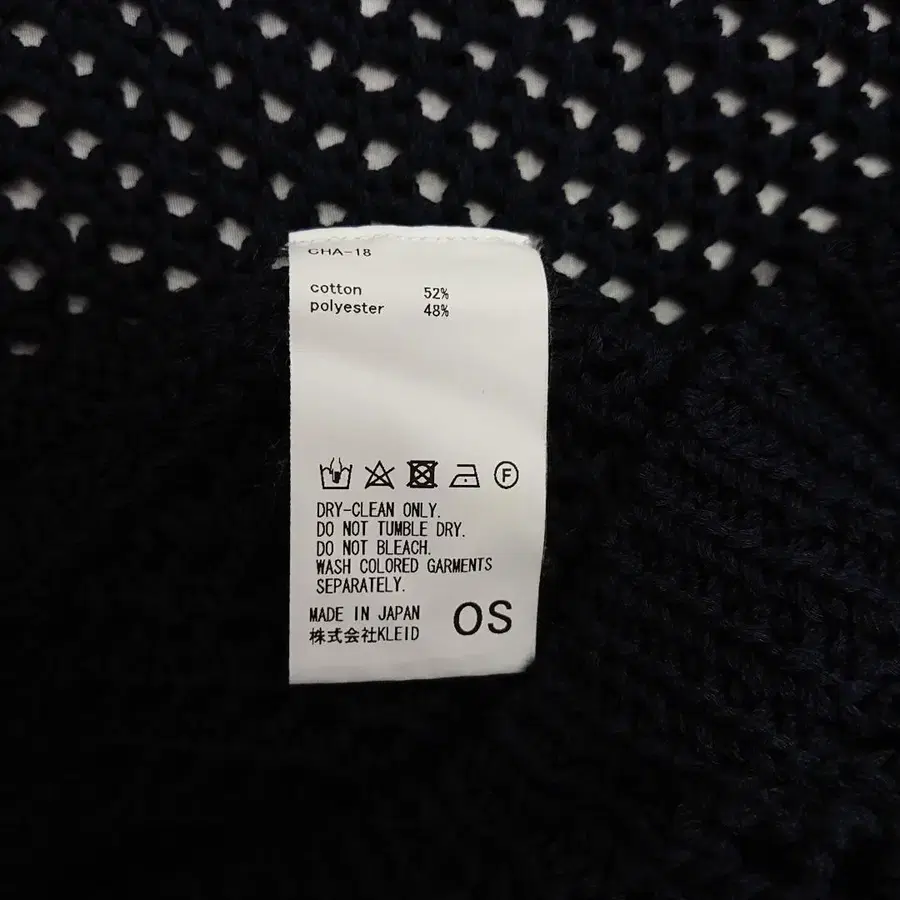 CHA-18
cotton 52%
polyester 48%
F
DRY-CLEAN ONLY.
DO NOT TUMBLE DRY.
DO NOT BLEACH.
WASH COLORED GARMENTS
SEPARATELY.
MADE IN JAPAN
株式会社KLEID
OS